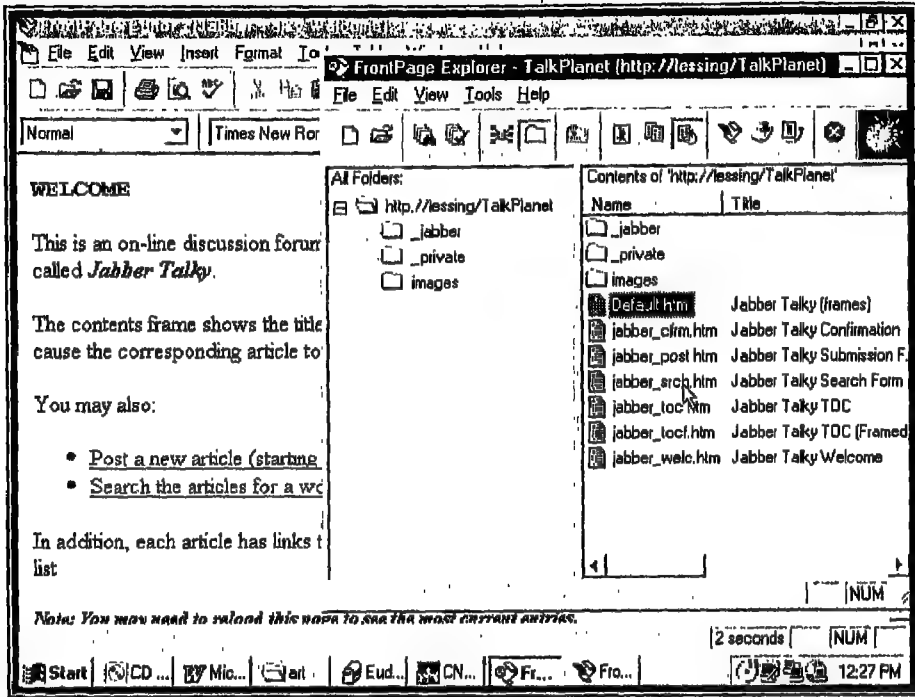 File Edit View Insert Format
FrontPage Explorer - TalkPlanet (http://lessing/TalkPlanet)
File Edit View Tools Help
Normal
Times New Ror
WELCOME
This is an on-line discussion forum
called Jabber Talky.
The contents frame shows the title
cause the corresponding article to
You may also:
• Post a new article (starting
• Search the articles for a wo
In addition, each article has links t
list
Note: You may need to reload this page to see the most current entries.
All Folders:
http://lessing/TalkPlanet
_jabber
_private
images
Contents of 'http://lessing/TalkPlanet'
Name Title
_jabber
_private
images
Default.htm Jabber Talky (frames)
jabber_cfrm.htm Jabber Talky Confirmation
jabber_post.htm Jabber Talky Submission F.
jabber_srch.htm Jabber Talky Search Form
jabber_toc.htm Jabber Talky TOC
jabber_tocf.htm Jabber Talky TOC (Framed
jabber_welc.htm Jabber Talky Welcome
NUM
2 seconds NUM
Start CD ... Mic... art Eud... CN... Fr... Fro... 12:27 PM